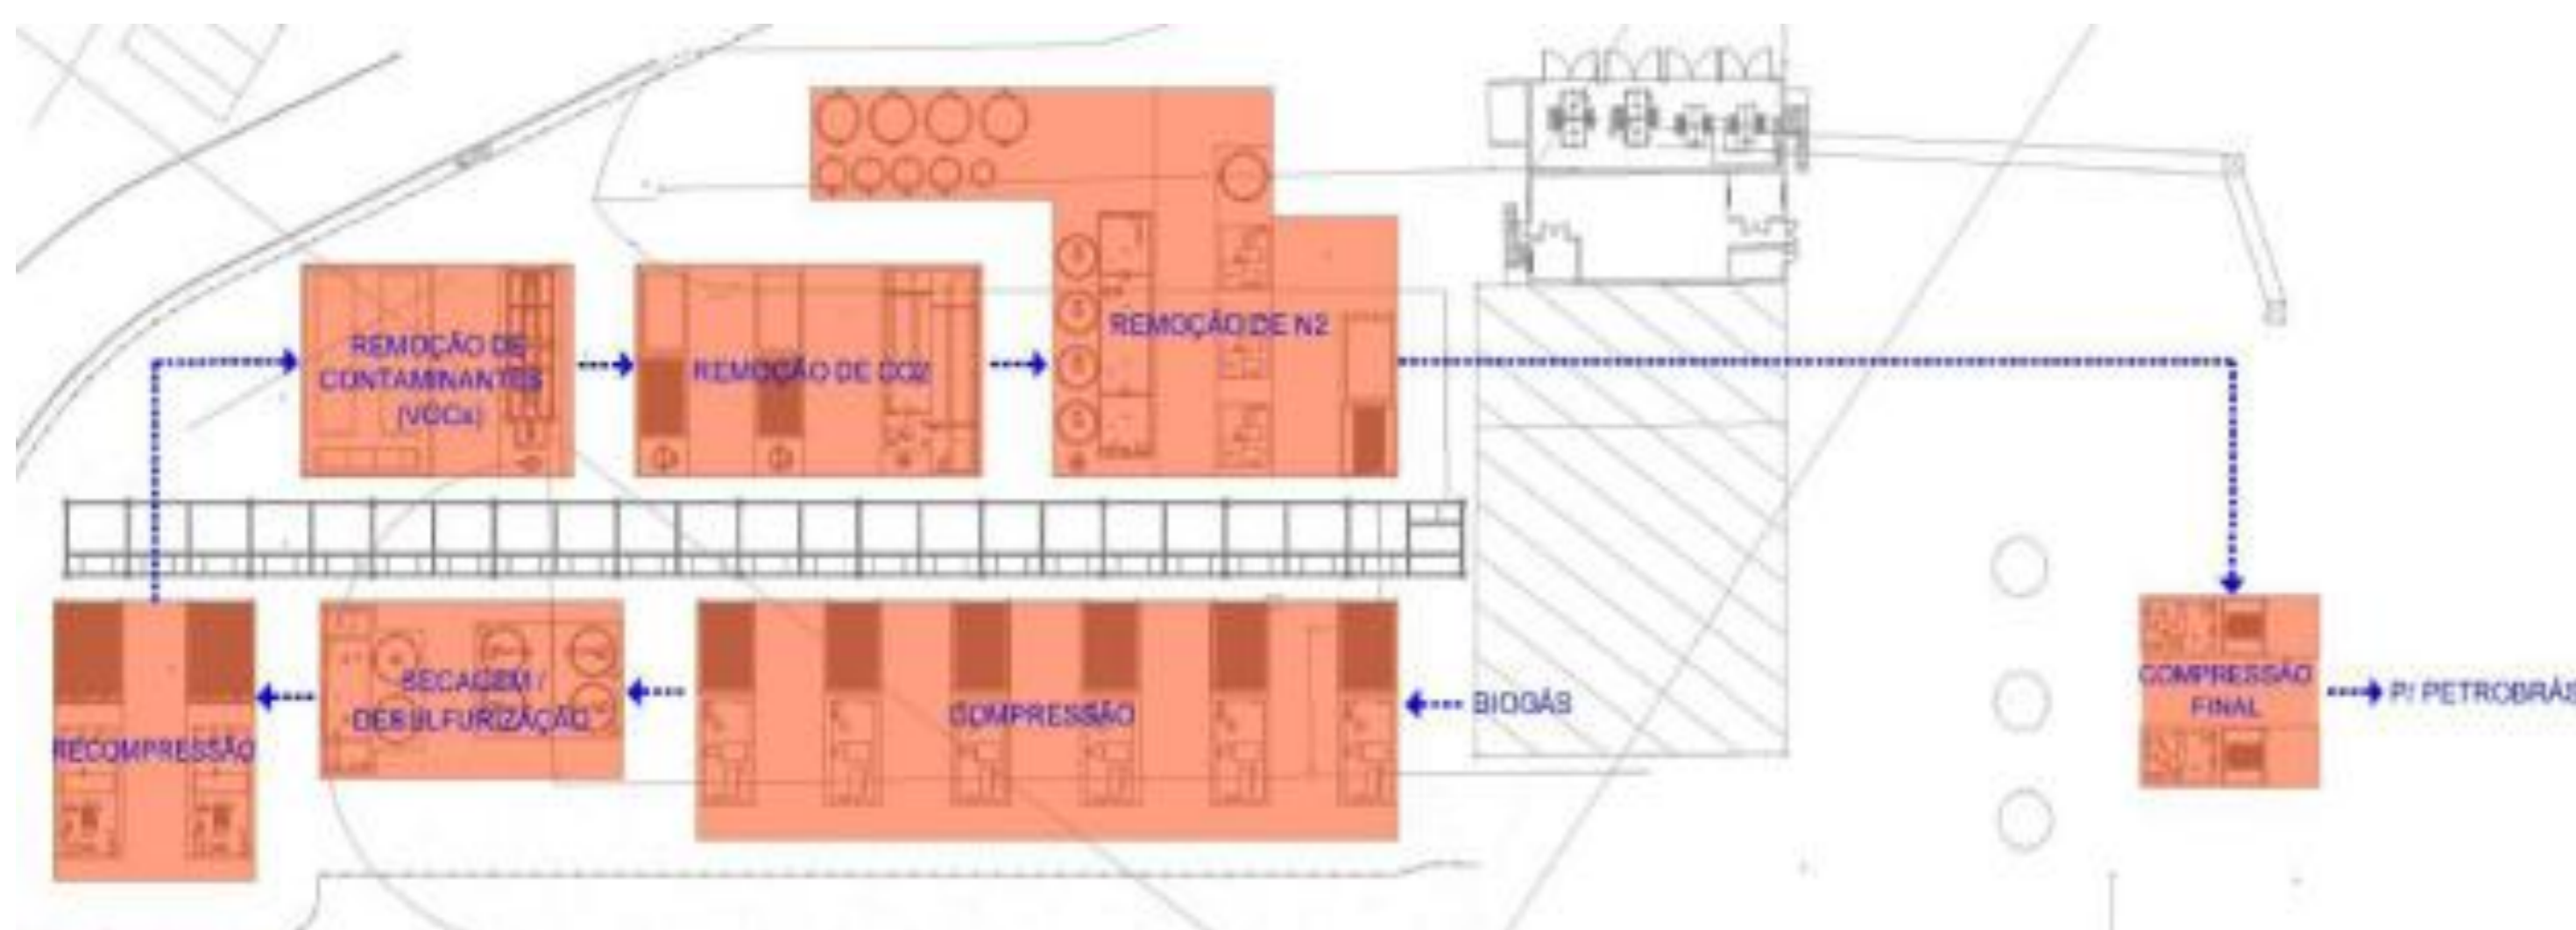 REMOÇÃO DE
CONTAMINANTES
(VOCs)
REMOÇÃO DE CO2
REMOÇÃO DE N2
RECOMPRESSÃO
SECAGEM /
DESSULFURIZAÇÃO
COMPRESSÃO
BIOGÁS
COMPRESSÃO
FINAL
P/ PETROBRÁS